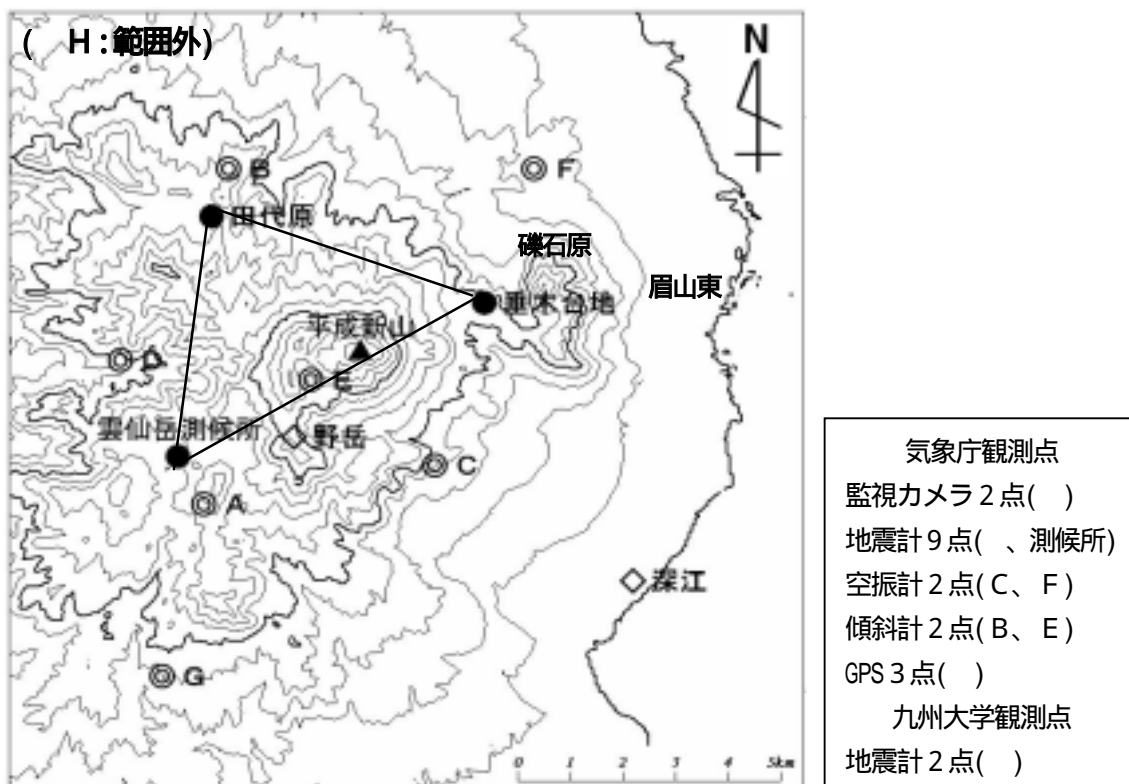 ( H:範囲外)
N
B
F
田代原
礫石原
眉山東
垂木台地
平成新山
D
E
雲仙岳測候所
野岳
C
A
深江
G
0 1 2 3 4 5km
気象庁観測点
監視カメラ2点( )
地震計9点( 、測候所)
空振計2点(C、F)
傾斜計2点(B、E)
GPS3点( )
九州大学観測点
地震計2点( )